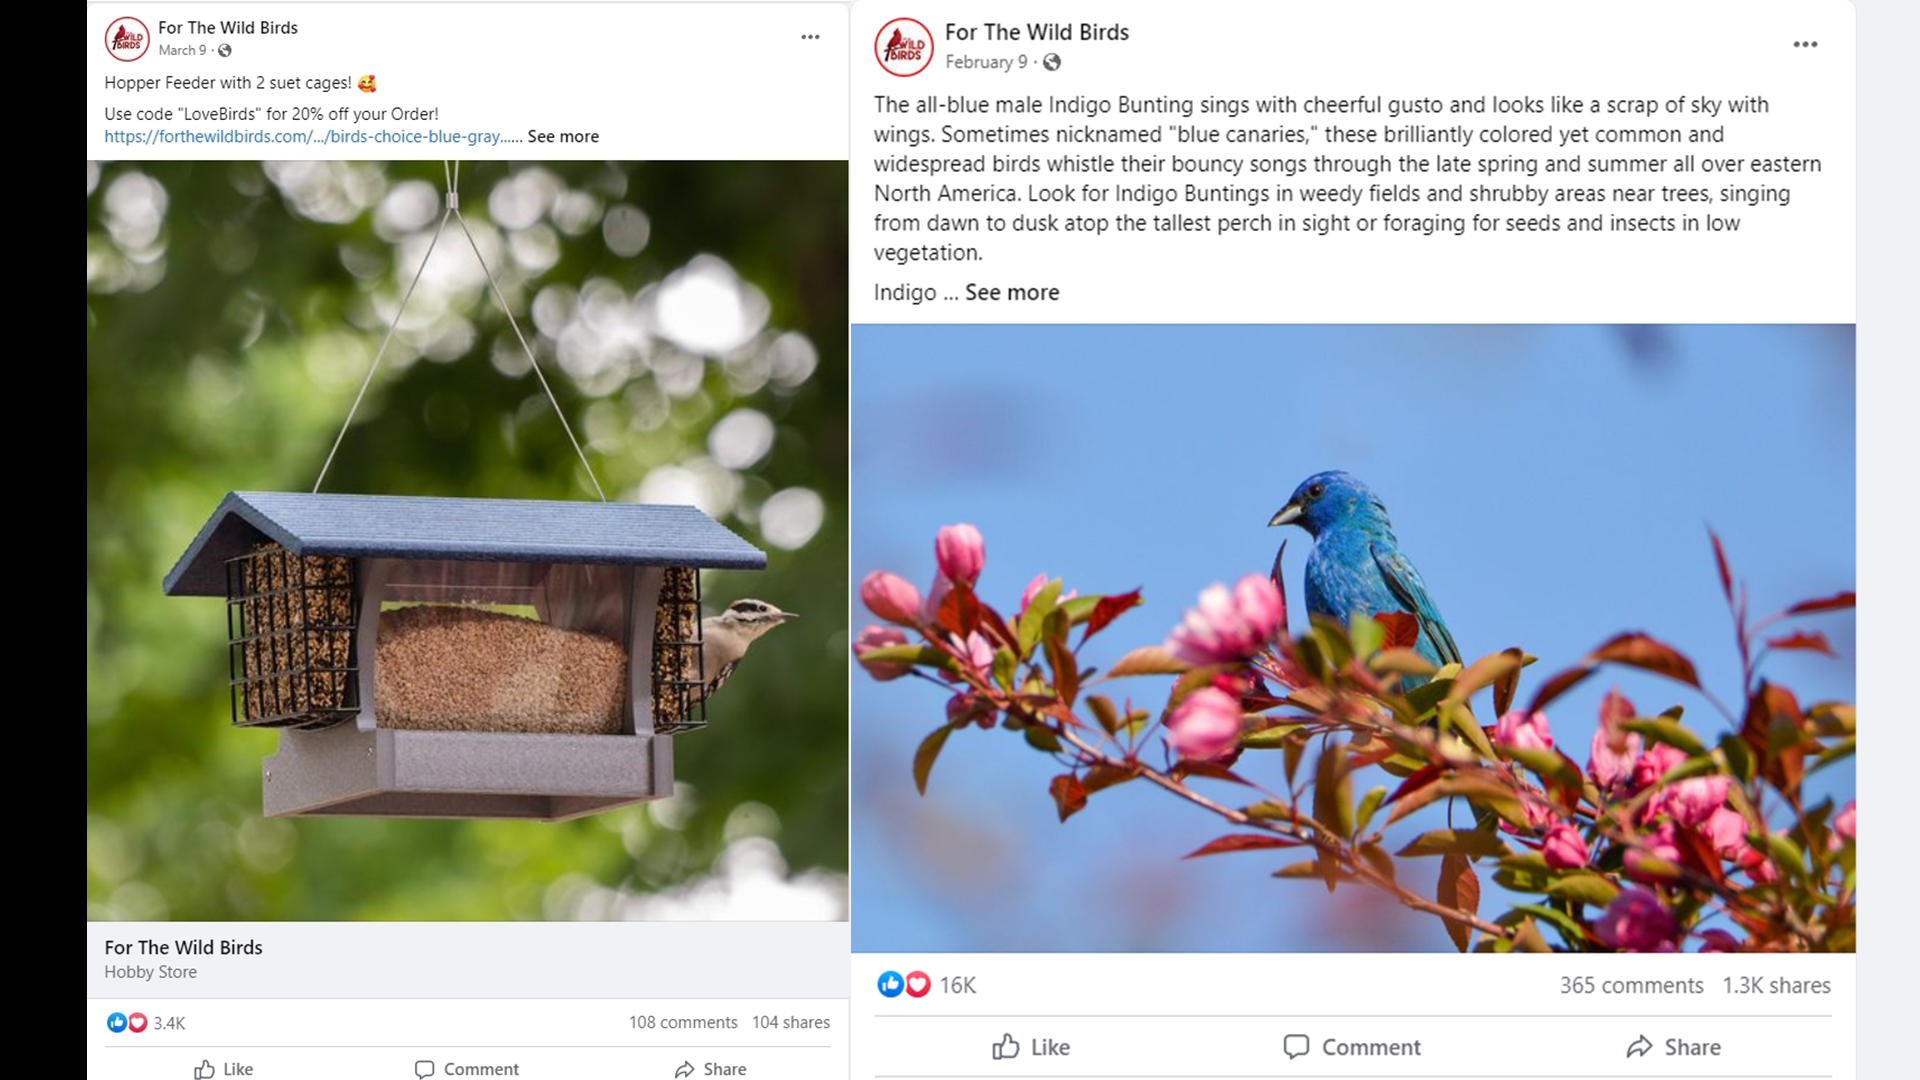 For The Wild Birds
March 9 ·
Hopper Feeder with 2 suet cages! 🥰
Use code "LoveBirds" for 20% off your Order!
https://forthewildbirds.com/.../birds-choice-blue-gray...... See more
WILD
BIRDS
For The Wild Birds
Hobby Store
3.4K
108 comments 104 shares
Like
Comment
Share
For The Wild Birds
February 9 ·
WILD
BIRDS
The all-blue male Indigo Bunting sings with cheerful gusto and looks like a scrap of sky with
wings. Sometimes nicknamed "blue canaries," these brilliantly colored yet common and
widespread birds whistle their bouncy songs through the late spring and summer all over eastern
North America. Look for Indigo Buntings in weedy fields and shrubby areas near trees, singing
from dawn to dusk atop the tallest perch in sight or foraging for seeds and insects in low
vegetation.
Indigo ... See more
16K
365 comments 1.3K shares
Like
Comment
Share